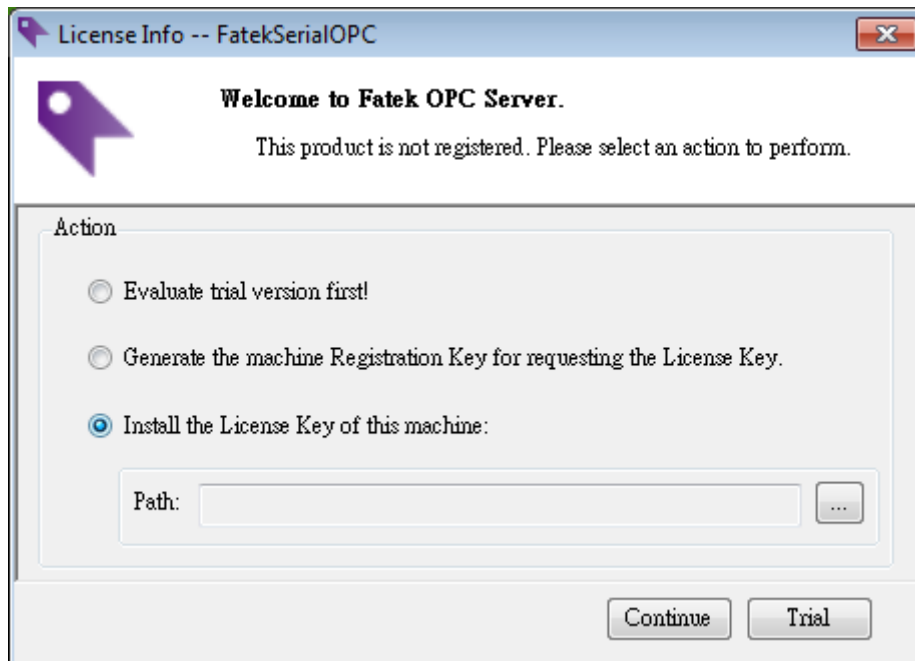 License Info -- FatekSerialOPC
Welcome to Fatek OPC Server.
This product is not registered. Please select an action to perform.
Action
Evaluate trial version first!
Generate the machine Registration Key for requesting the License Key.
Install the License Key of this machine:
Path:
...
Continue
Trial